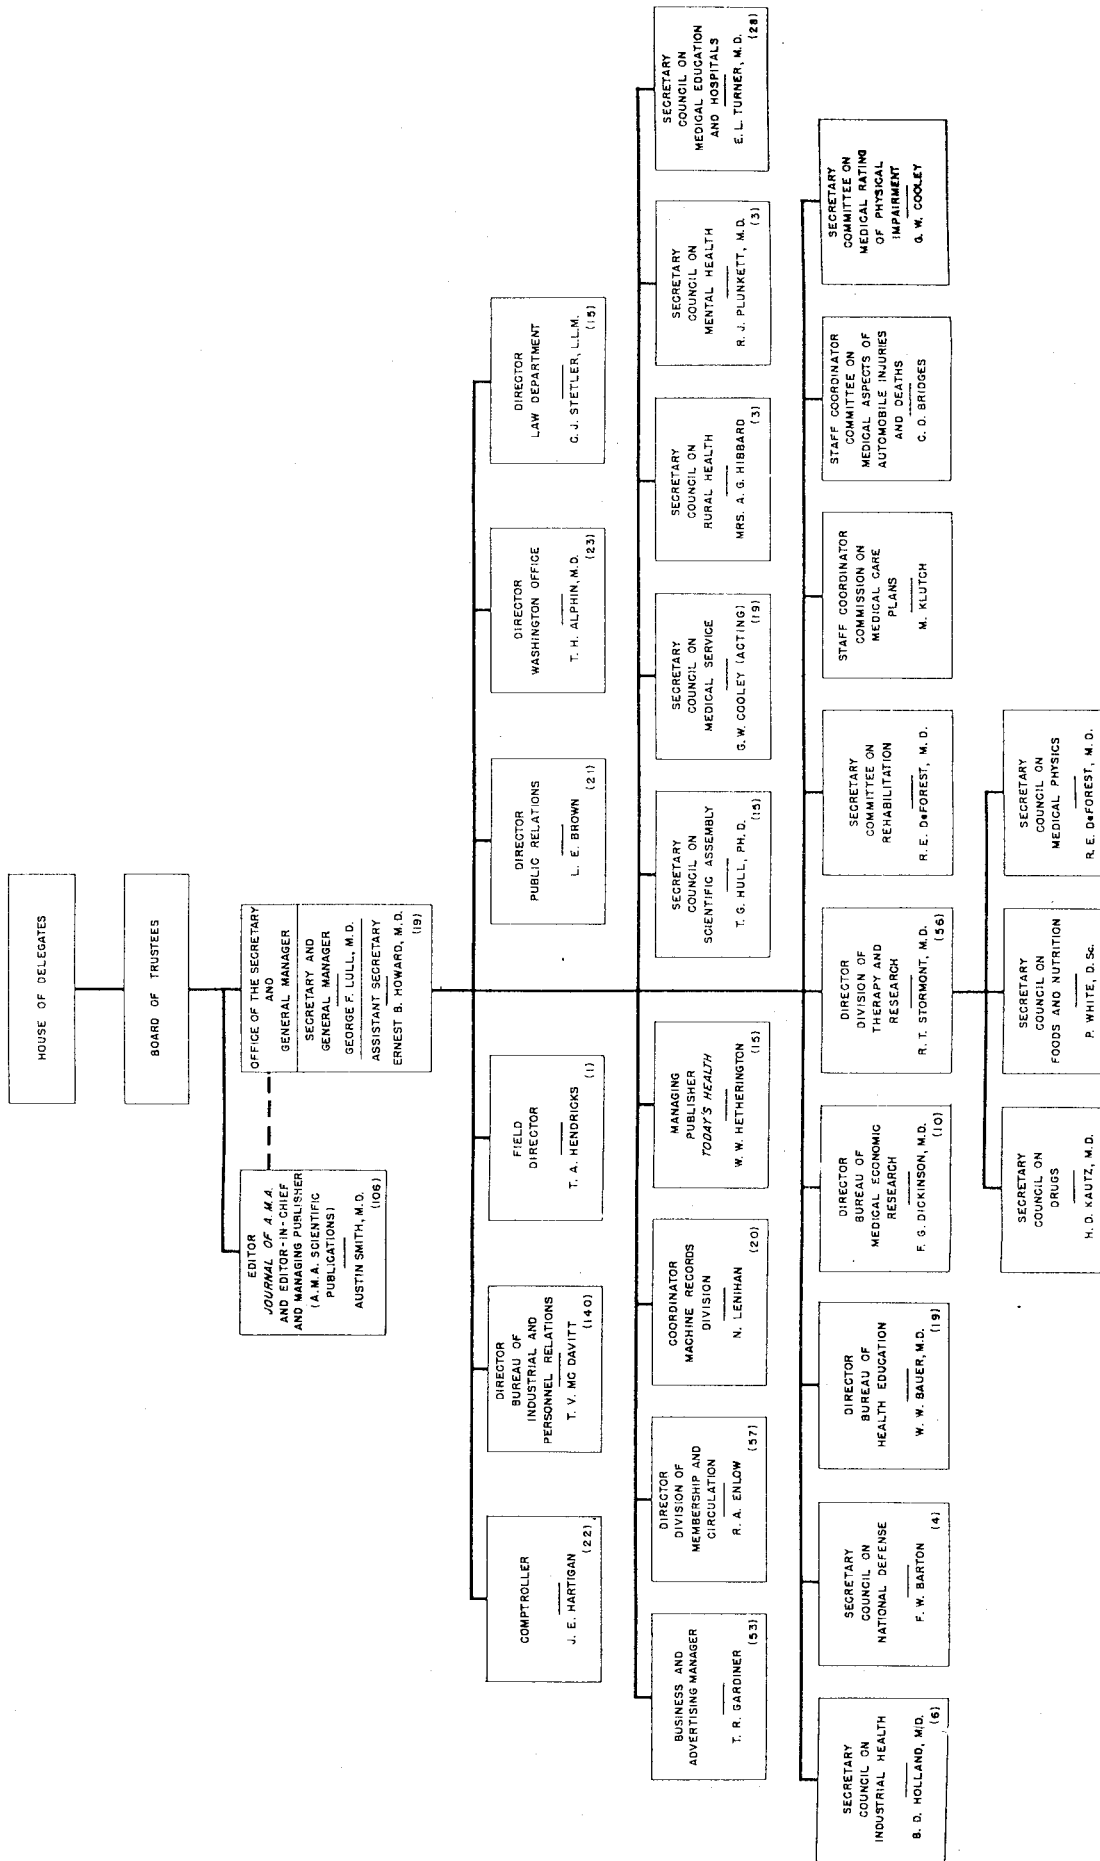 HOUSE OF DELEGATES
BOARD OF TRUSTEES
EDITOR
JOURNAL OF A.M.A.
AND EDITOR-IN-CHIEF
AND MANAGING PUBLISHER
(A.M.A. SCIENTIFIC
PUBLICATIONS)
AUSTIN SMITH, M.D.
(106)
OFFICE OF THE SECRETARY
AND
GENERAL MANAGER
SECRETARY AND
GENERAL MANAGER
GEORGE F. LULL, M.D.
ASSISTANT SECRETARY
ERNEST B. HOWARD, M.D.
(19)
COMPTROLLER
J. E. HARTIGAN
(22)
DIRECTOR
BUREAU OF
INDUSTRIAL AND
PERSONNEL RELATIONS
T. V. MC DAVITT
(140)
FIELD
DIRECTOR
T. A. HENDRICKS
(1)
DIRECTOR
PUBLIC RELATIONS
L. E. BROWN
(21)
DIRECTOR
WASHINGTON OFFICE
T. H. ALPHIN, M.D.
(23)
DIRECTOR
LAW DEPARTMENT
C. J. STETLER, L.L.M.
(15)
BUSINESS AND
ADVERTISING MANAGER
T. R. GARDINER
(53)
DIRECTOR
DIVISION OF
MEMBERSHIP AND
CIRCULATION
R. A. ENLOW
(57)
COORDINATOR
MACHINE RECORDS
DIVISION
N. LENIHAN
(20)
MANAGING
PUBLISHER
TODAY'S HEALTH
W. W. HETHERINGTON
(15)
SECRETARY
COUNCIL ON
SCIENTIFIC ASSEMBLY
T. G. HULL, PH.D.
(15)
SECRETARY
COUNCIL ON
MEDICAL SERVICE
G. W. COOLEY (ACTING)
(19)
SECRETARY
COUNCIL ON
RURAL HEALTH
MRS. A. G. HIBBARD
(3)
SECRETARY
COUNCIL ON
MENTAL HEALTH
R. J. PLUNKETT, M.D.
(3)
SECRETARY
COUNCIL ON
MEDICAL EDUCATION
AND HOSPITALS
E. L. TURNER, M.D.
(28)
SECRETARY
COUNCIL ON
INDUSTRIAL HEALTH
B. D. HOLLAND, M.D.
(6)
SECRETARY
COUNCIL ON
NATIONAL DEFENSE
F. W. BARTON
(4)
DIRECTOR
BUREAU OF
HEALTH EDUCATION
W. W. BAUER, M.D.
(19)
DIRECTOR
BUREAU OF
MEDICAL ECONOMIC
RESEARCH
F. G. DICKINSON, M.D.
(10)
DIRECTOR
DIVISION OF
THERAPY AND
RESEARCH
R. T. STORMONT, M.D.
(56)
SECRETARY
COMMITTEE ON
REHABILITATION
R. E. DeFOREST, M.D.
STAFF COORDINATOR
COMMISSION ON
MEDICAL CARE
PLANS
M. KLUTCH
STAFF COORDINATOR
COMMITTEE ON
MEDICAL ASPECTS OF
AUTOMOBILE INJURIES
AND DEATHS
C. D. BRIDGES
SECRETARY
COMMITTEE ON
MEDICAL RATING
OF PHYSICAL
IMPAIRMENT
G. W. COOLEY
SECRETARY
COUNCIL ON
DRUGS
H. D. KAUTZ, M.D.
SECRETARY
COUNCIL ON
FOODS AND NUTRITION
P. WHITE, D. Sc.
SECRETARY
COUNCIL ON
MEDICAL PHYSICS
R. E. DeFOREST, M.D.